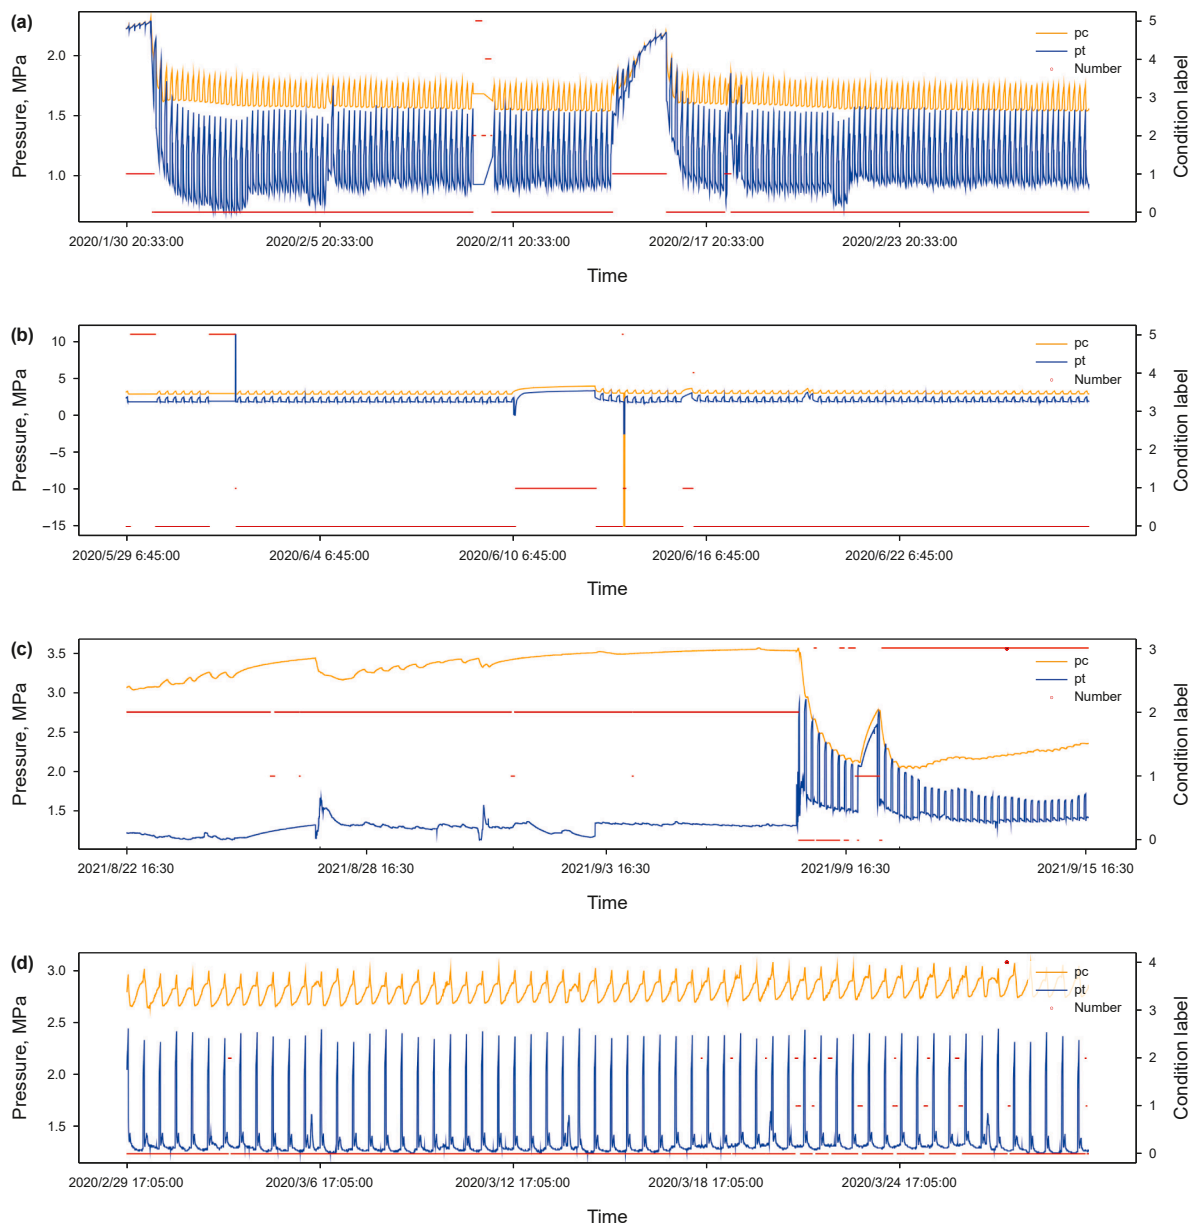 (a)
Pressure, MPa
2.0
1.5
1.0
5
4
3
2
1
0
Condition label
pc
pt
Number
2020/1/30 20:33:00
2020/2/5 20:33:00
2020/2/11 20:33:00
2020/2/17 20:33:00
2020/2/23 20:33:00
Time
(b)
Pressure, MPa
10
5
0
−5
−10
−15
5
4
3
2
1
0
Condition label
pc
pt
Number
2020/5/29 6:45:00
2020/6/4 6:45:00
2020/6/10 6:45:00
2020/6/16 6:45:00
2020/6/22 6:45:00
Time
(c)
Pressure, MPa
3.5
3.0
2.5
2.0
1.5
3
2
1
0
Condition label
pc
pt
Number
2021/8/22 16:30
2021/8/28 16:30
2021/9/3 16:30
2021/9/9 16:30
2021/9/15 16:30
Time
(d)
Pressure, MPa
3.0
2.5
2.0
1.5
4
3
2
1
0
Condition label
pc
pt
Number
2020/2/29 17:05:00
2020/3/6 17:05:00
2020/3/12 17:05:00
2020/3/18 17:05:00
2020/3/24 17:05:00
Time